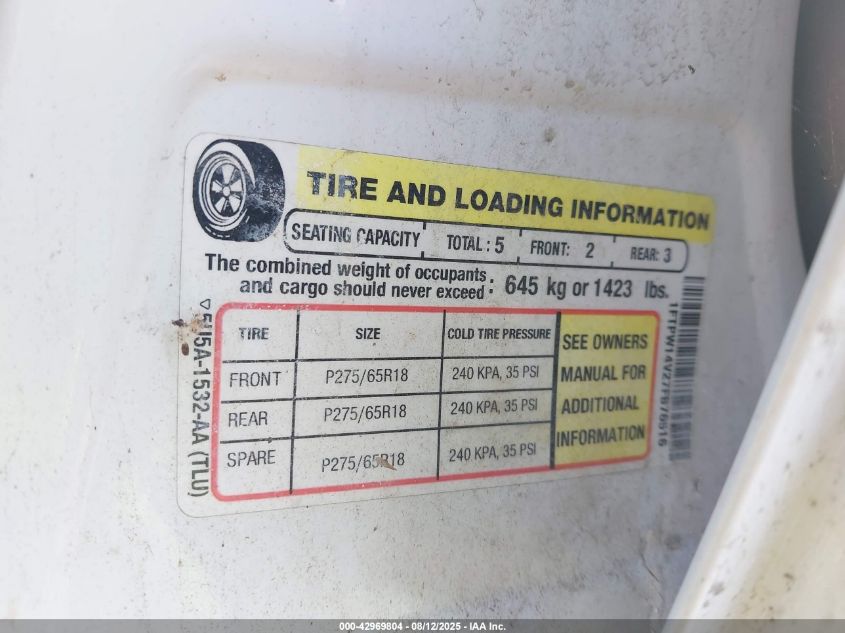 TIRE AND LOADING INFORMATION
SEATING CAPACITY TOTAL: 5 FRONT: 2 REAR: 3
The combined weight of occupants
and cargo should never exceed : 645 kg or 1423 lbs.
TIRE SIZE COLD TIRE PRESSURE
FRONT P275/65R18 240 KPA, 35 PSI
REAR P275/65R18 240 KPA, 35 PSI
SPARE P275/65R18 240 KPA, 35 PSI
SEE OWNERS
MANUAL FOR
ADDITIONAL
INFORMATION
5U5A-1532-AA (TLU)
1FTPW14V27FB76516
000-42969804 - 08/12/2025 - IAA Inc.